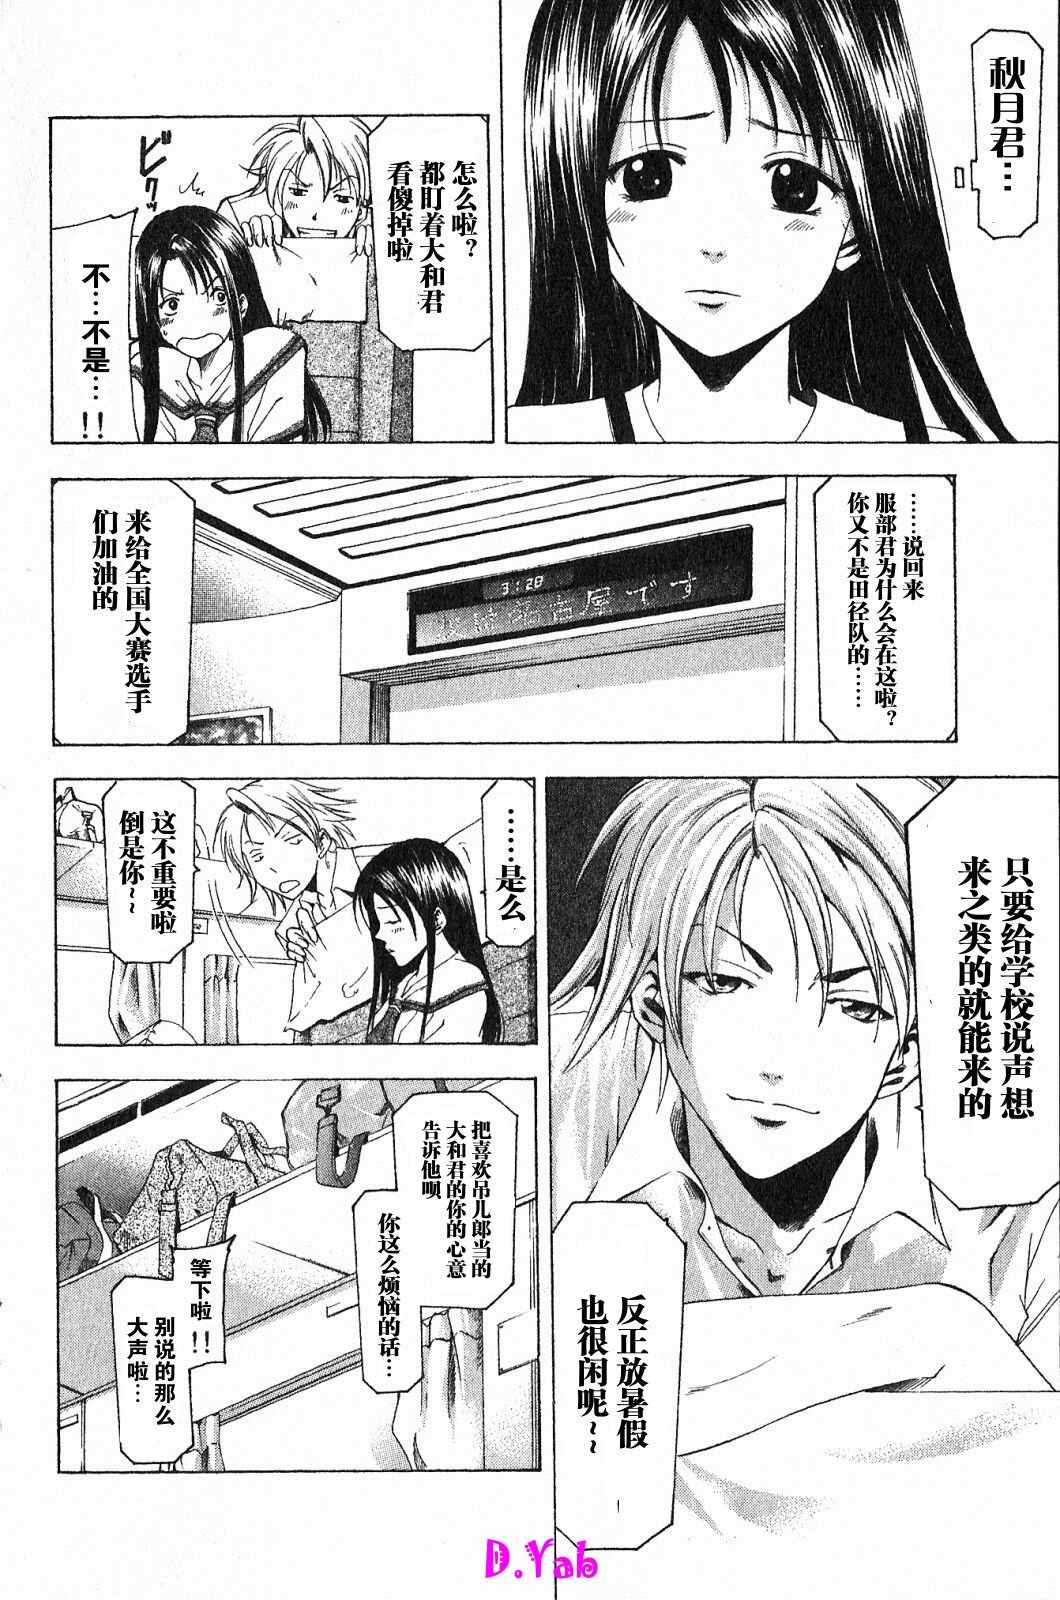 秋月君…
怎么啦？
都盯着大和君
看傻掉啦
ビクッ
不…不是…!!
……说回来
服部君为什么会在这啦？
你又不是田径队的……
3:28
名古屋です
来给全国大赛选手
们加油的
只要给学校说声想
来之类的就能来的
反正放暑假
也很闲呢~~
……是么
这不重要啦
倒是你~~
把喜欢吊儿郎当的
大和君的你的心意
告诉他呗
你这么烦恼的话…
等下啦!!
别说的那么
大声啦…
D.Yab